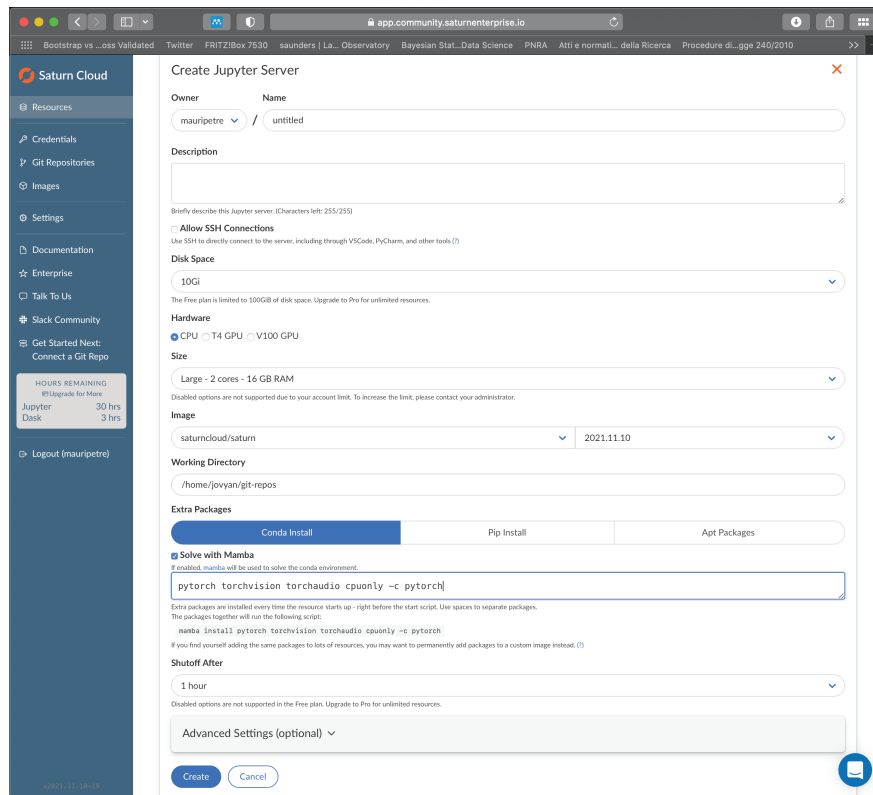 app.community.saturnenterprise.io
Bootstrap vs ...oss Validated Twitter FRITZ!Box 7530 saunders | La... Observatory Bayesian Stat...Data Science PNRA Atti e normati... della Ricerca Procedure di...gge 240/2010 >>
Saturn Cloud
Resources
Credentials
Git Repositories
Images
Settings
Documentation
Enterprise
Talk To Us
Slack Community
Get Started Next:
Connect a Git Repo
HOURS REMAINING
Upgrade for More
Jupyter 30 hrs
Dask 3 hrs
Logout (mauripetre)
v2021.11.10-18
Create Jupyter Server
Owner Name
mauripetre / untitled
Description
Briefly describe this Jupyter server. (Characters left: 255/255)
Allow SSH Connections
Use SSH to directly connect to the server, including through VSCode, PyCharm, and other tools (?)
Disk Space
10Gi
The Free plan is limited to 100GiB of disk space. Upgrade to Pro for unlimited resources.
Hardware
CPU T4 GPU V100 GPU
Size
Large - 2 cores - 16 GB RAM
Disabled options are not supported due to your account limit. To increase the limit, please contact your administrator.
Image
saturncloud/saturn 2021.11.10
Working Directory
/home/jovyan/git-repos
Extra Packages
Conda Install Pip Install Apt Packages
Solve with Mamba
If enabled, mamba will be used to solve the conda environment.
pytorch torchvision torchaudio cpuonly -c pytorch
Extra packages are installed every time the resource starts up - right before the start script. Use spaces to separate packages.
The packages together will run the following script:
mamba install pytorch torchvision torchaudio cpuonly -c pytorch
If you find yourself adding the same packages to lots of resources, you may want to permanently add packages to a custom image instead. (?)
Shutoff After
1 hour
Disabled options are not supported in the Free plan. Upgrade to Pro for unlimited resources.
Advanced Settings (optional)
Create Cancel